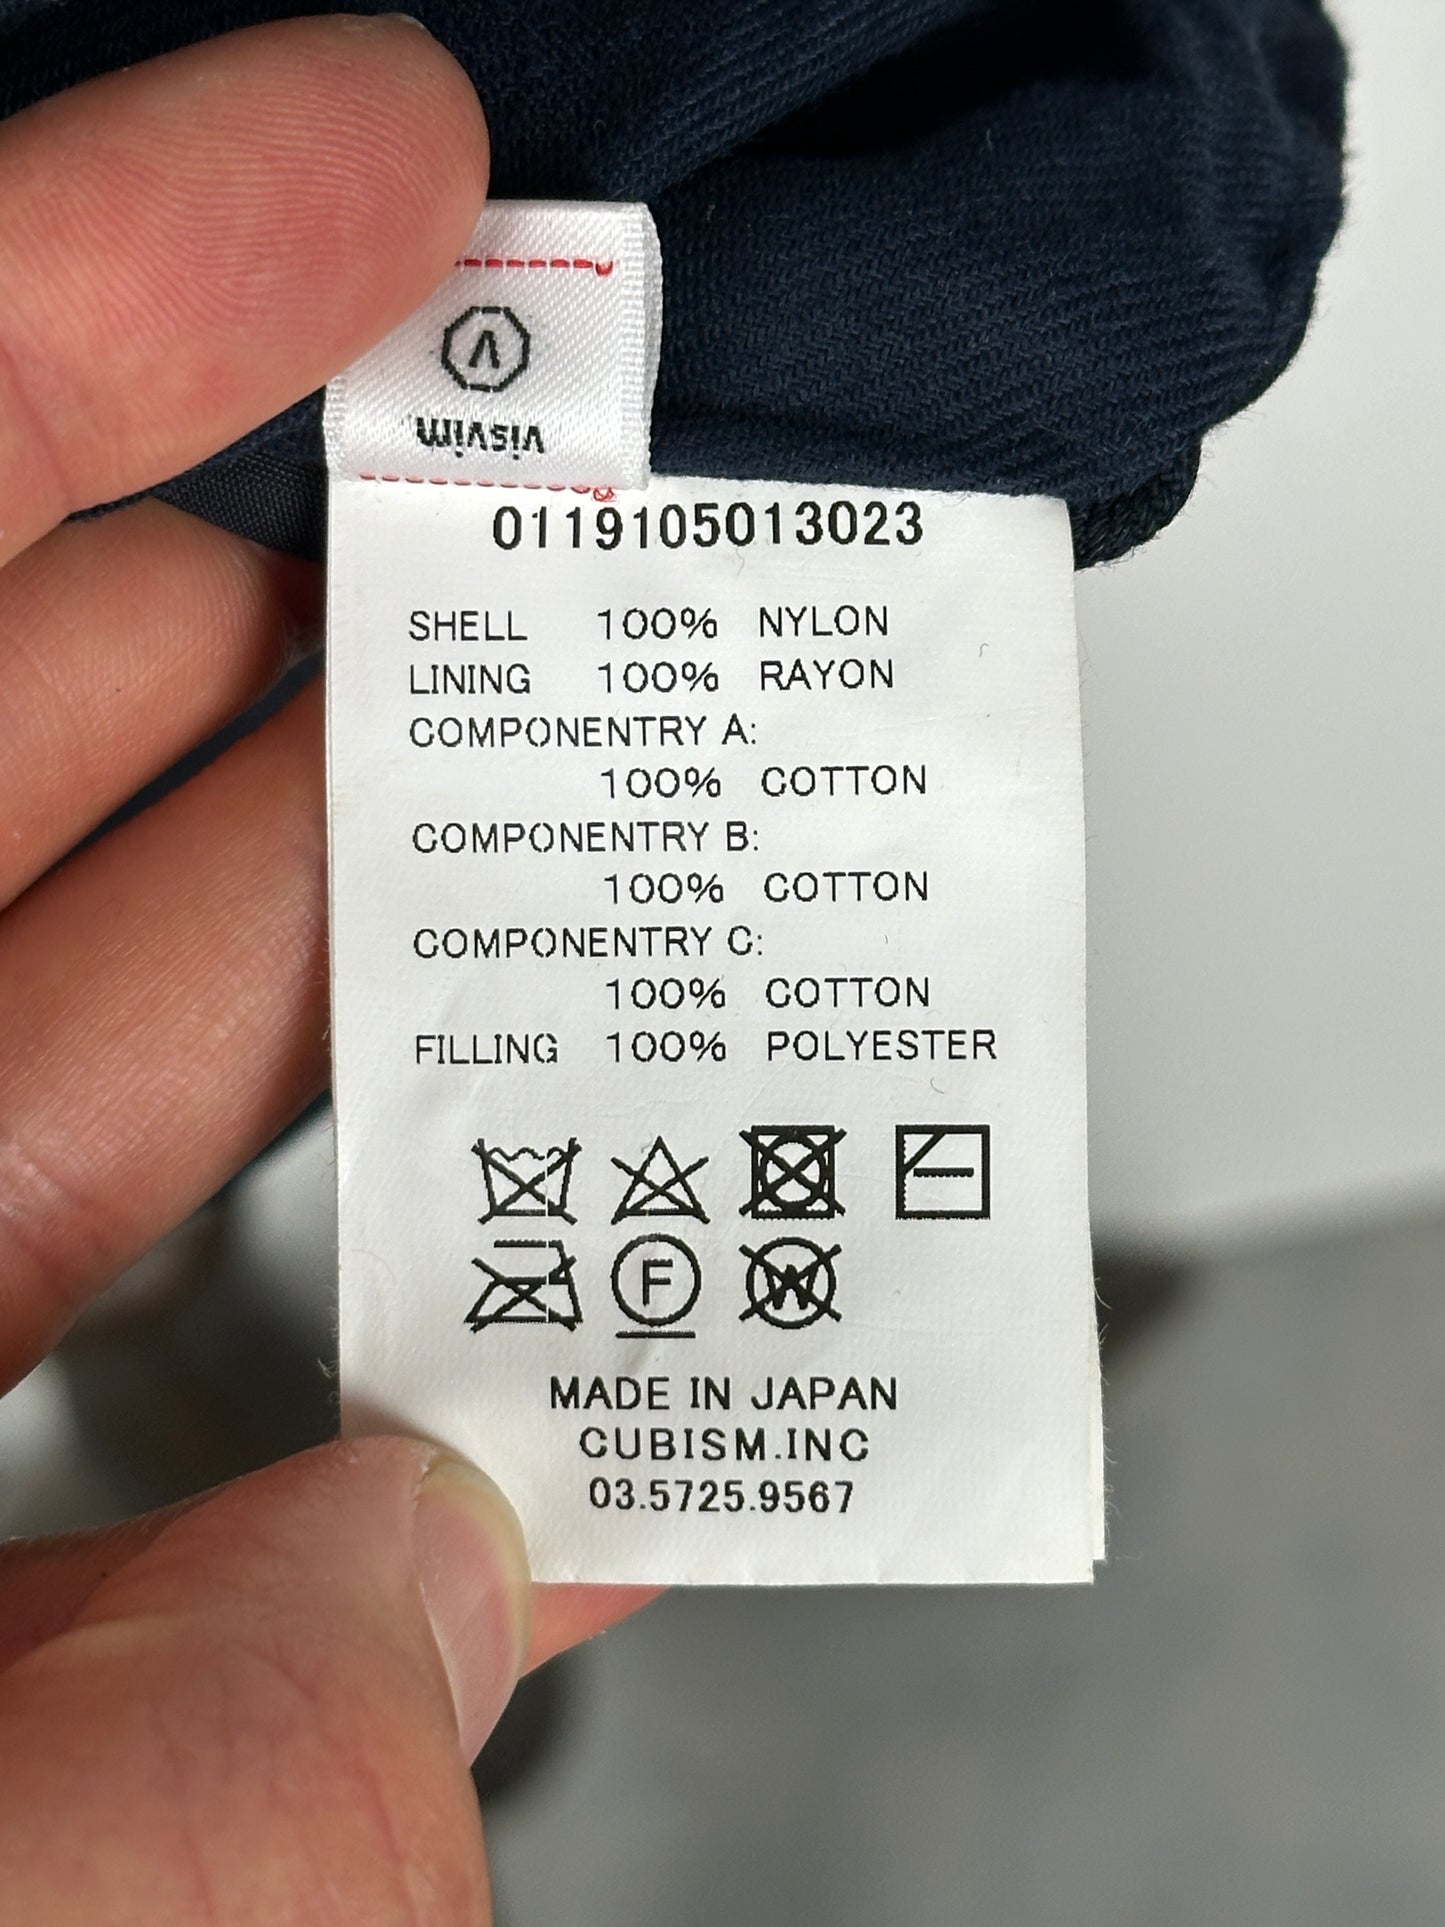 V
visvim.
0119105013023
SHELL 100% NYLON
LINING 100% RAYON
COMPONENTRY A:
100% COTTON
COMPONENTRY B:
100% COTTON
COMPONENTRY C:
100% COTTON
FILLING 100% POLYESTER
F W
MADE IN JAPAN
CUBISM.INC
03.5725.9567